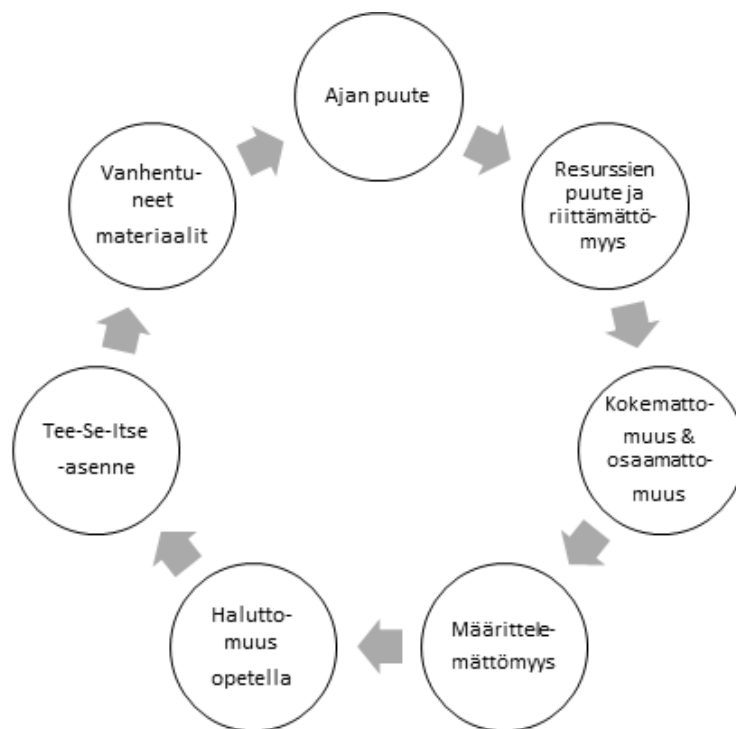 Ajan puute
Resurssien
puute ja
riittämättö-
myys
Kokematto-
muus &
osaamatto-
muus
Määrittele-
mättömyys
Halutto-
muus
opetella
Tee-Se-Itse
-asenne
Vanhentu-
neet
materiaalit